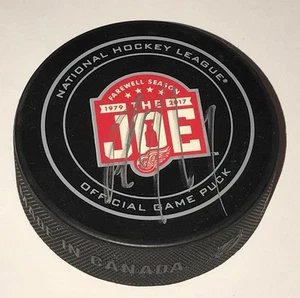 NATIONAL HOCKEY LEAGUE
FAREWELL SEASON
1979 2017
THE
JOE
OFFICIAL GAME PUCK
MADE IN CANADA